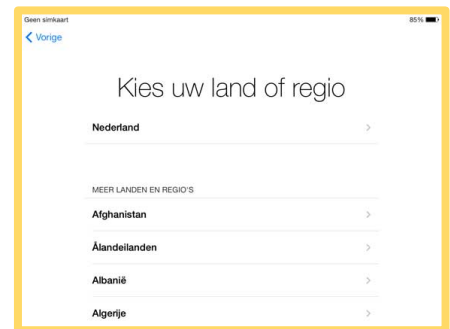 Geen simkaart 85%
Vorige
Kies uw land of regio
Nederland
MEER LANDEN EN REGIO'S
Afghanistan
Ålandeilanden
Albanië
Algerije